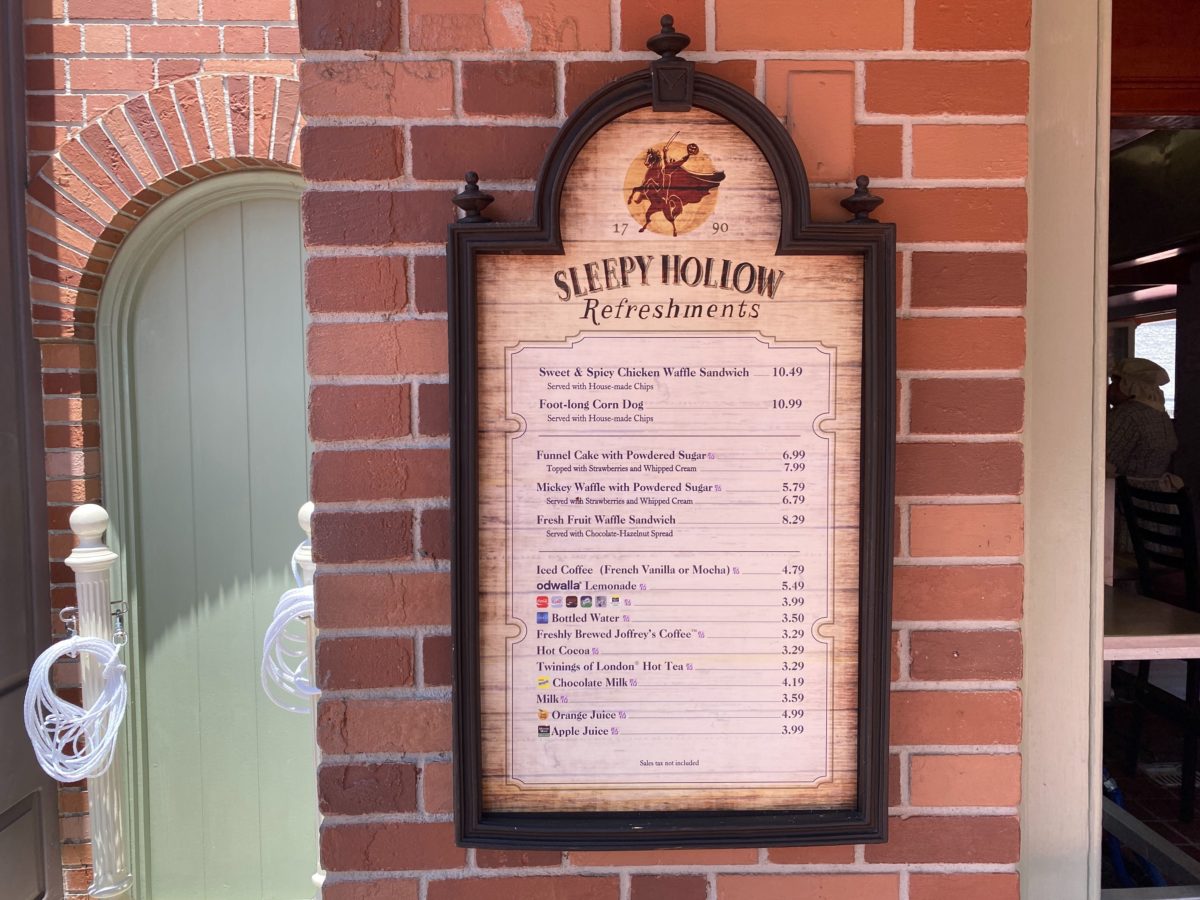 17 90
SLEEPY HOLLOW
Refreshments
Sweet & Spicy Chicken Waffle Sandwich 10.49
Served with House-made Chips
Foot-long Corn Dog 10.99
Served with House-made Chips
Funnel Cake with Powdered Sugar 6.99
Topped with Strawberries and Whipped Cream 7.99
Mickey Waffle with Powdered Sugar 5.79
Served with Strawberries and Whipped Cream 6.79
Fresh Fruit Waffle Sandwich 8.29
Served with Chocolate-Hazelnut Spread
Iced Coffee (French Vanilla or Mocha) 4.79
odwalla® Lemonade 5.49
3.99
Bottled Water 3.50
Freshly Brewed Joffrey's Coffee™ 3.29
Hot Cocoa 3.29
Twinings of London® Hot Tea 3.29
Chocolate Milk 4.19
Milk 3.59
Orange Juice 4.99
Apple Juice 3.99
Sales tax not included